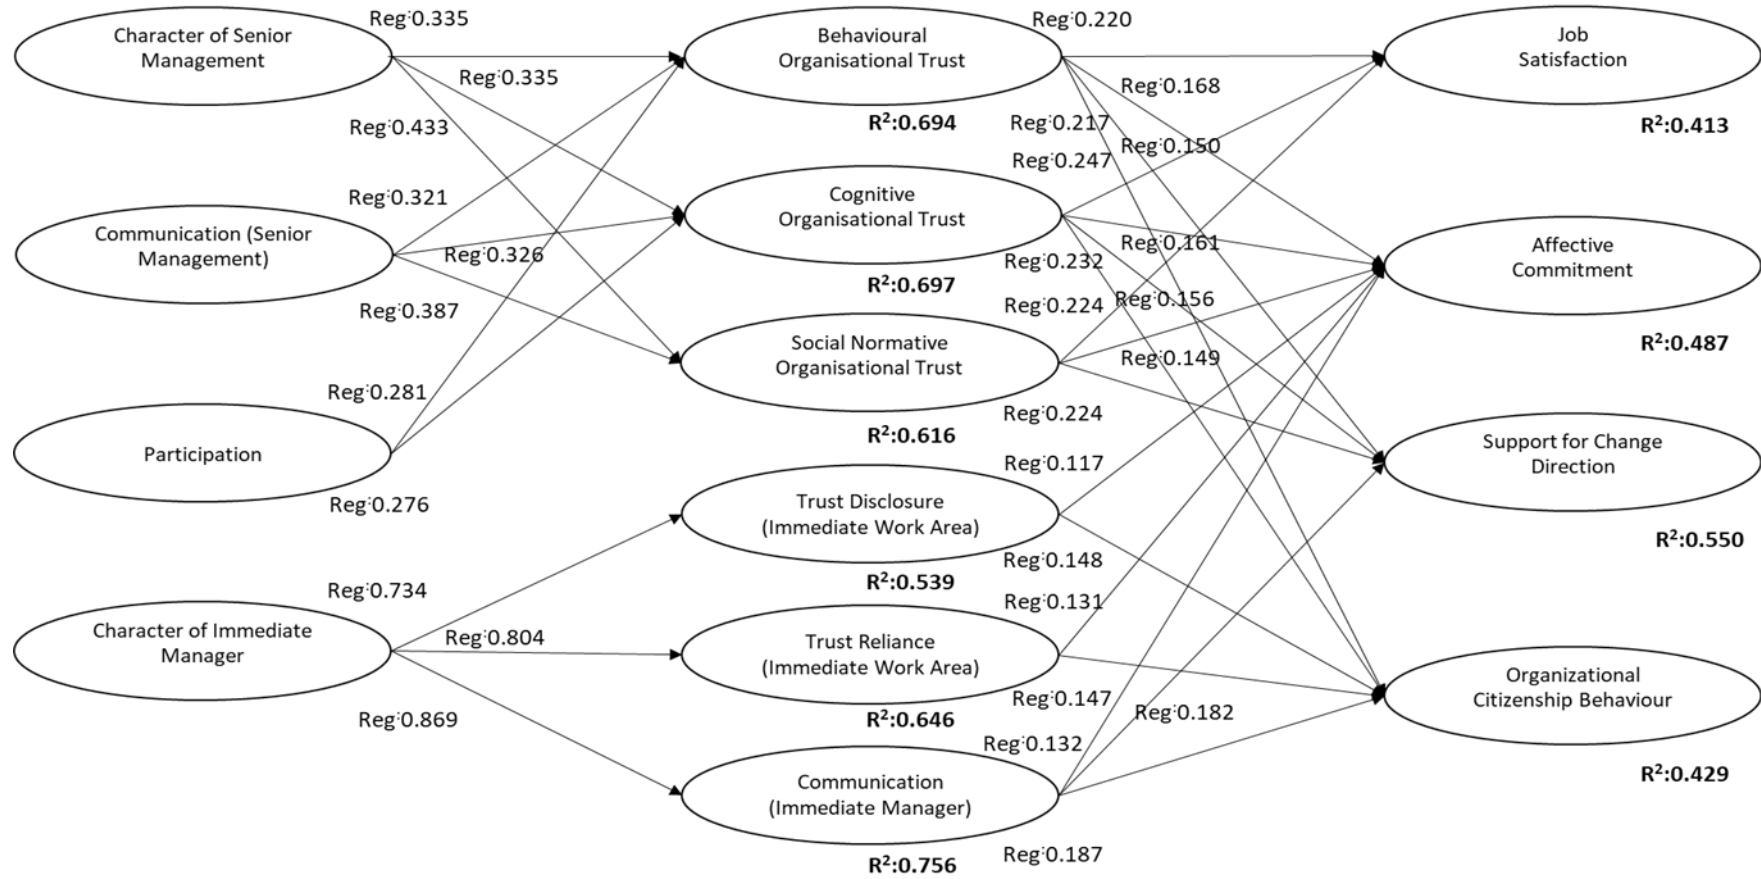 Character of Senior
Management
Communication (Senior
Management)
Participation
Character of Immediate
Manager
Reg:0.335
Reg:0.335
Reg:0.433
Reg:0.321
Reg:0.326
Reg:0.387
Reg:0.281
Reg:0.276
Reg:0.734
Reg:0.804
Reg:0.869
Behavioural
Organisational Trust
R²:0.694
Cognitive
Organisational Trust
R²:0.697
Social Normative
Organisational Trust
R²:0.616
Trust Disclosure
(Immediate Work Area)
R²:0.539
Trust Reliance
(Immediate Work Area)
R²:0.646
Communication
(Immediate Manager)
R²:0.756
Reg:0.220
Reg:0.168
Reg:0.217
Reg:0.150
Reg:0.247
Reg:0.161
Reg:0.232
Reg:0.156
Reg:0.224
Reg:0.149
Reg:0.224
Reg:0.117
Reg:0.148
Reg:0.131
Reg:0.147
Reg:0.182
Reg:0.132
Reg:0.187
Job
Satisfaction
R²:0.413
Affective
Commitment
R²:0.487
Support for Change
Direction
R²:0.550
Organizational
Citizenship Behaviour
R²:0.429